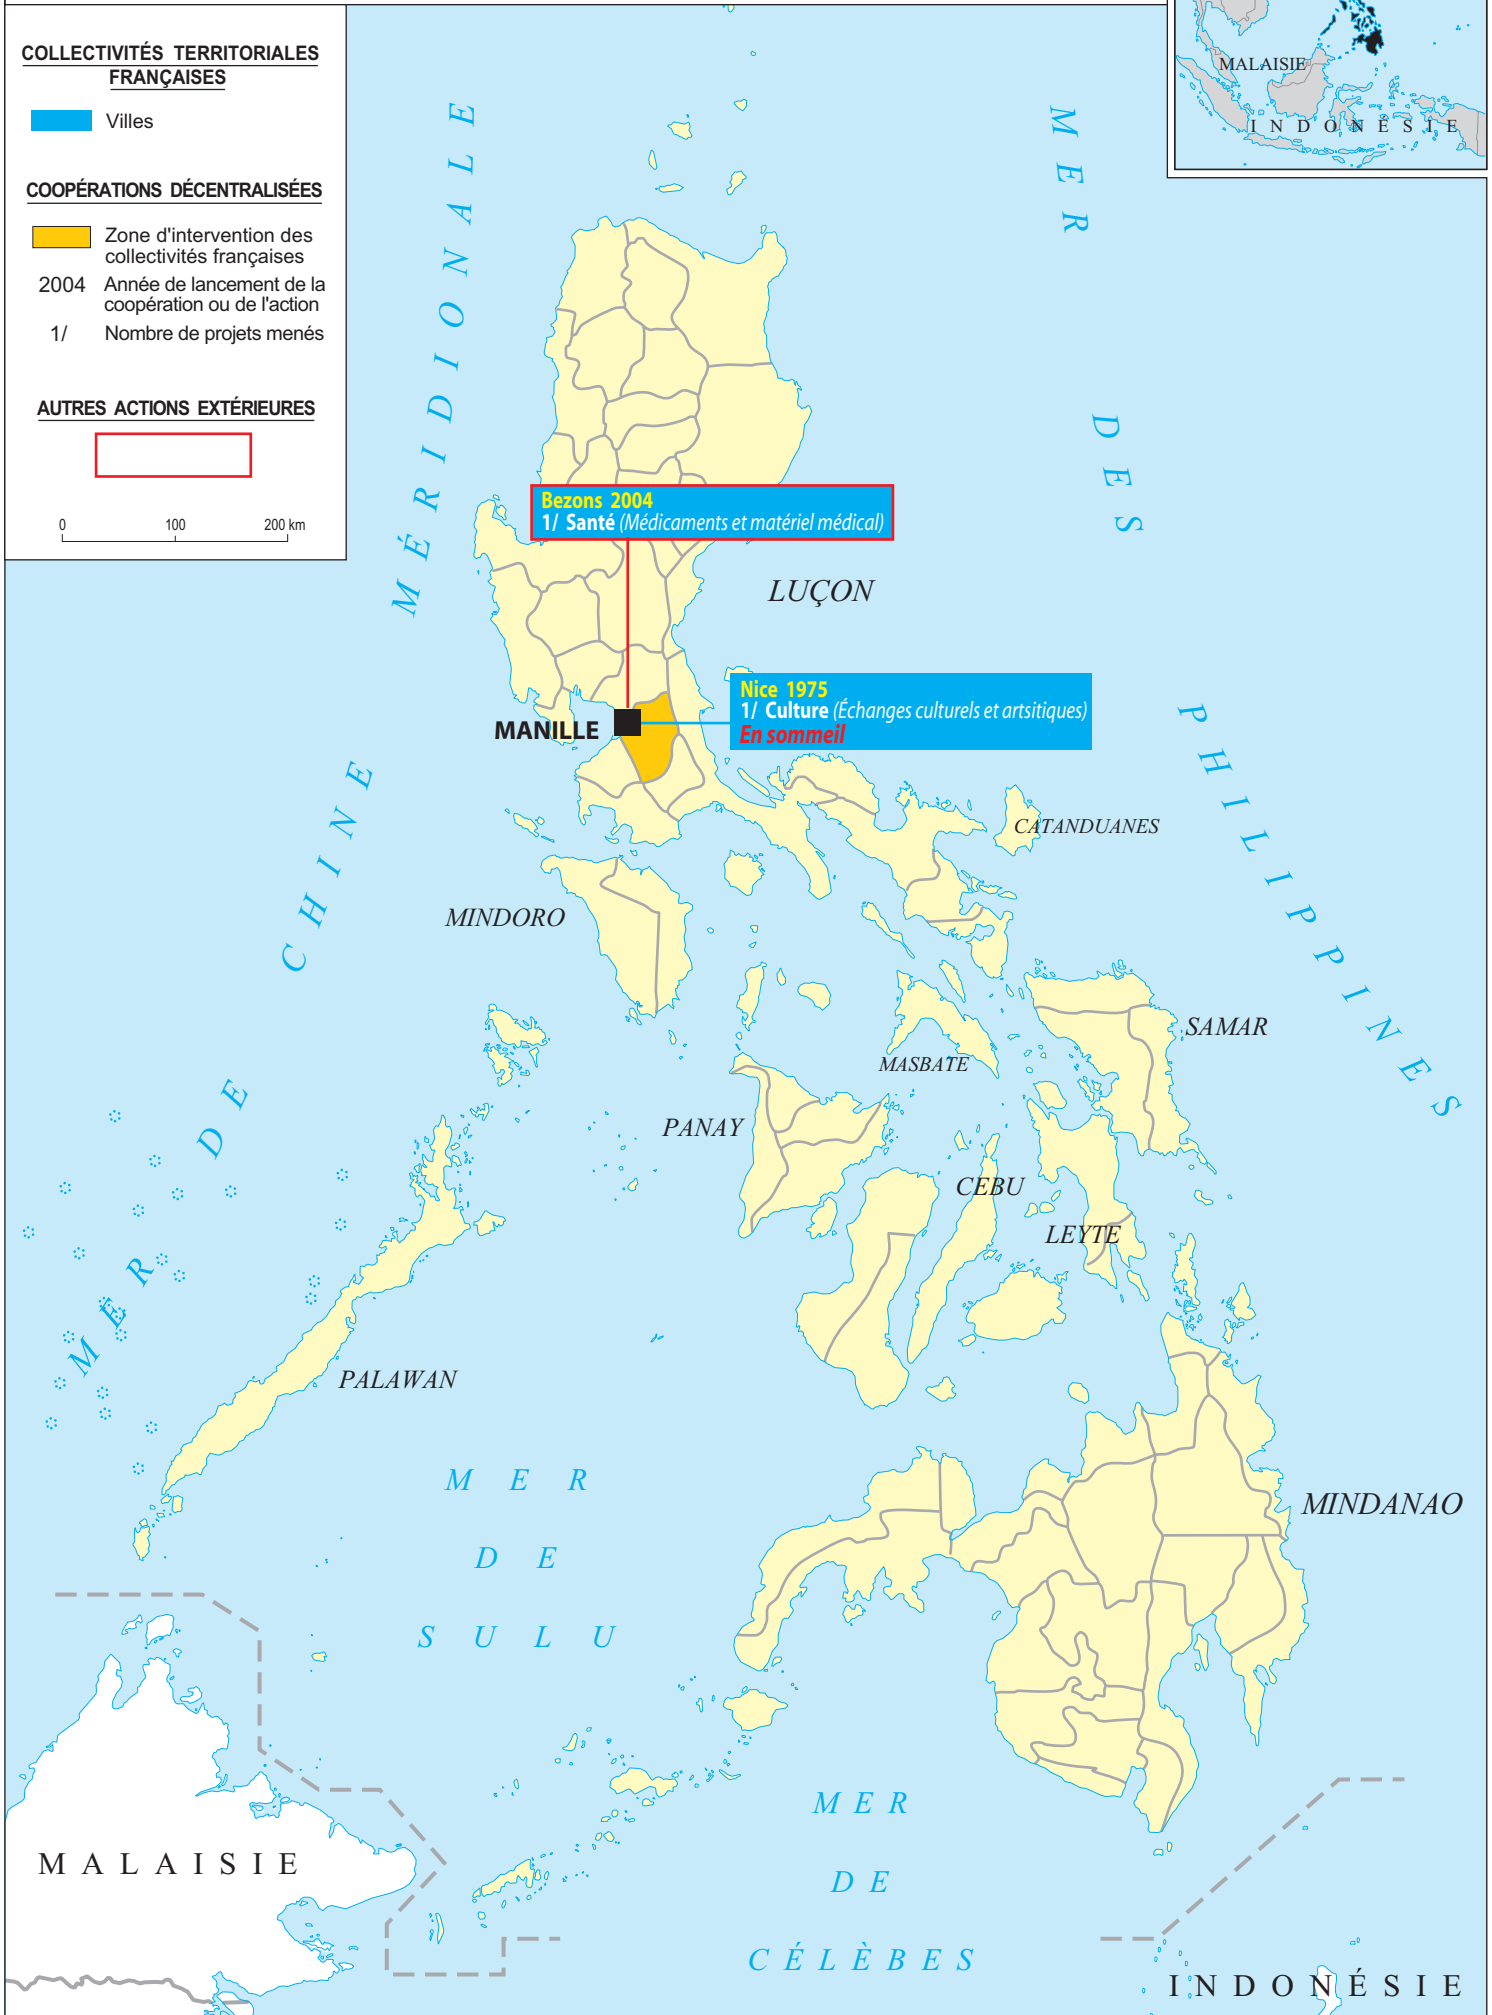 COLLECTIVITÉS TERRITORIALES
FRANÇAISES
Villes
COOPÉRATIONS DÉCENTRALISÉES
Zone d'intervention des
collectivités françaises
2004 Année de lancement de la
coopération ou de l'action
1/ Nombre de projets menés
AUTRES ACTIONS EXTÉRIEURES
0 100 200 km
MALAISIE
INDONÉSIE
MER DE CHINE MÉRIDIONALE
MER DES PHILIPPINES
Bezons 2004
1/ Santé (Médicaments et matériel médical)
LUÇON
Nice 1975
1/ Culture (Échanges culturels et artsitiques)
En sommeil
MANILLE
CATANDUANES
MINDORO
SAMAR
MASBATE
PANAY
CEBU
LEYTE
PALAWAN
MINDANAO
MER
DE
SULU
MER
DE
CÉLÈBES
MALAISIE
INDONÉSIE